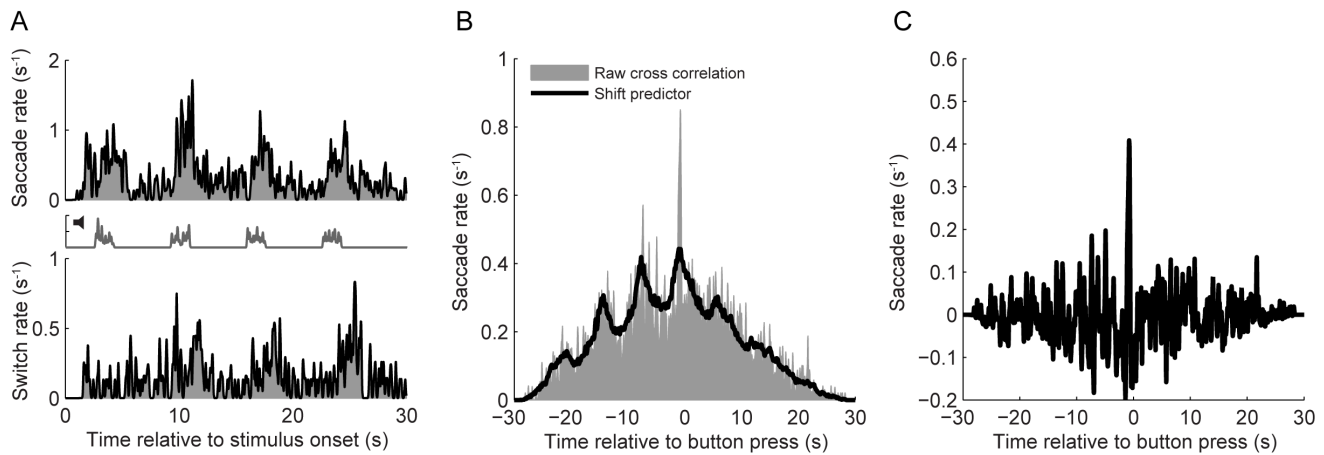 A
Saccade rate (s-1)
2
1
0
Switch rate (s-1)
1
0.5
0
0 10 20 30
Time relative to stimulus onset (s)
B
Raw cross correlation
Shift predictor
Saccade rate (s-1)
1
0.8
0.6
0.4
0.2
0
−30 −20 −10 0 10 20 30
Time relative to button press (s)
C
Saccade rate (s-1)
0.6
0.5
0.4
0.3
0.2
0.1
0
−0.1
−0.2
−30 −20 −10 0 10 20 30
Time relative to button press (s)